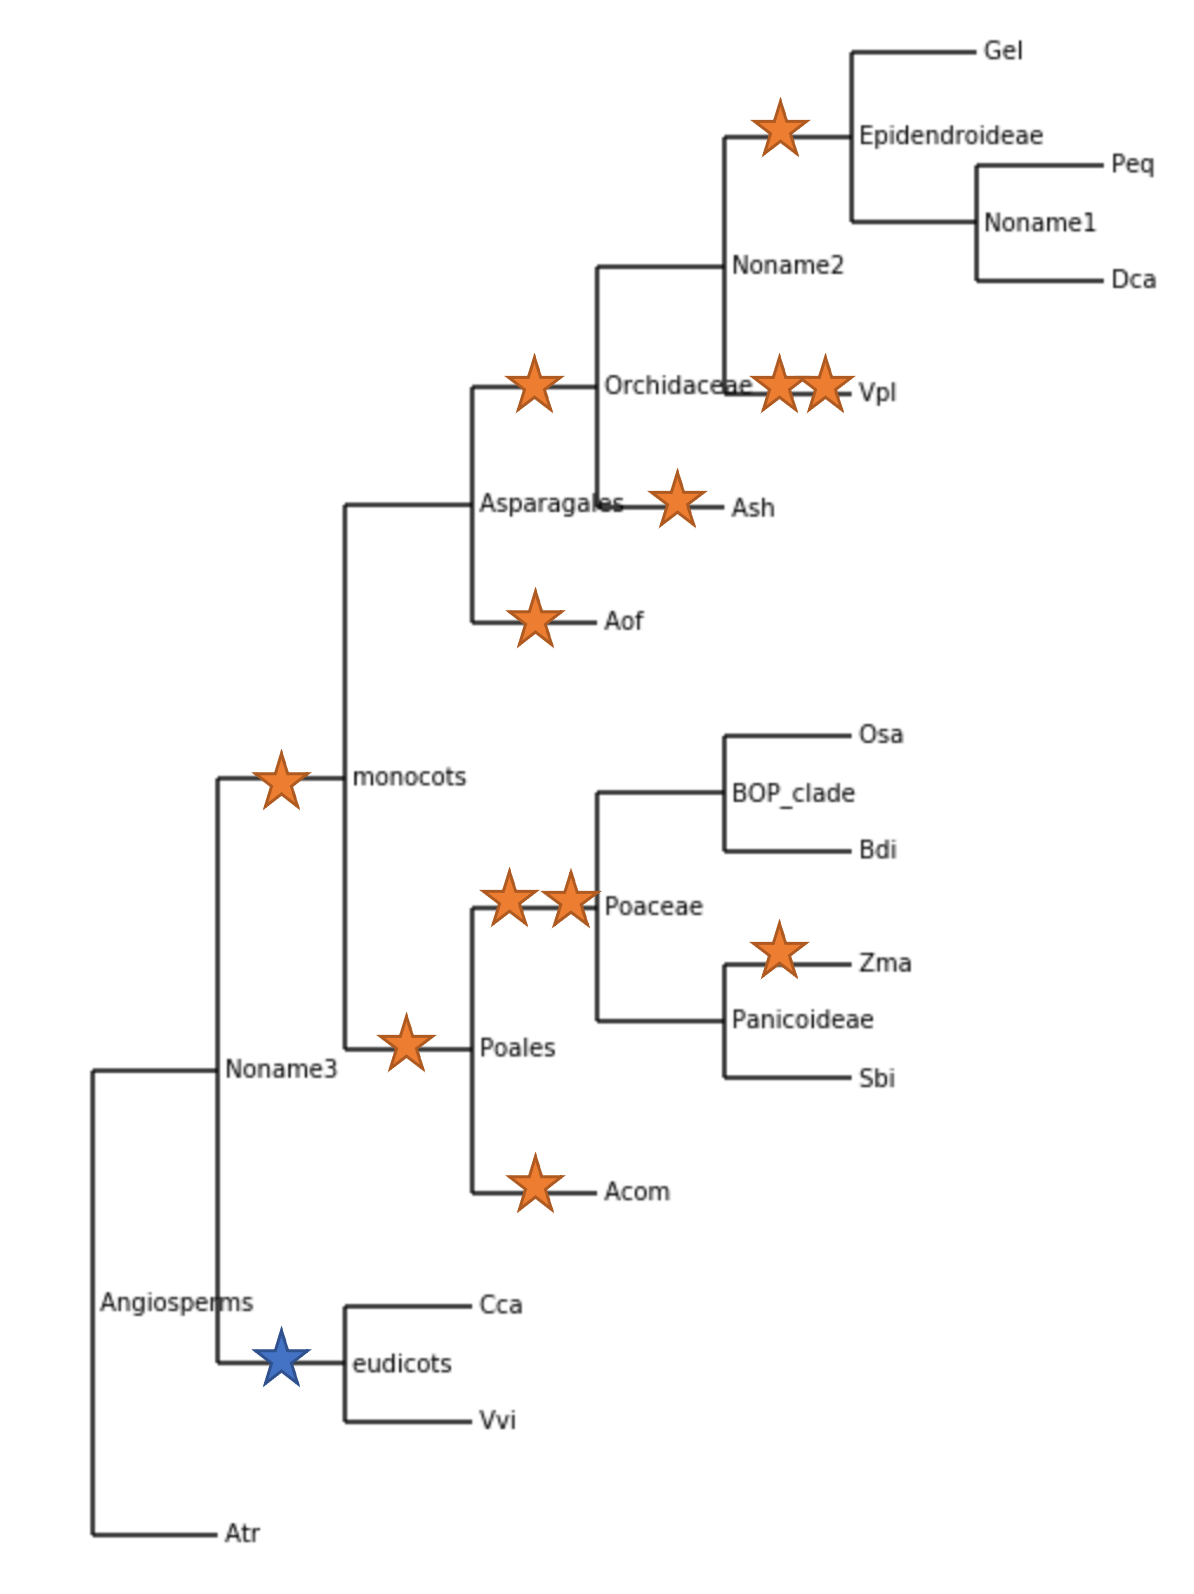 Gel
Epidendroideae
Peq
Noname1
Noname2
Dca
Orchidaceae
Vpl
Asparagales
Ash
Aof
Osa
monocots
BOP_clade
Bdi
Poaceae
Zma
Panicoideae
Poales
Noname3
Sbi
Acom
Angiosperms
Cca
eudicots
Vvi
Atr